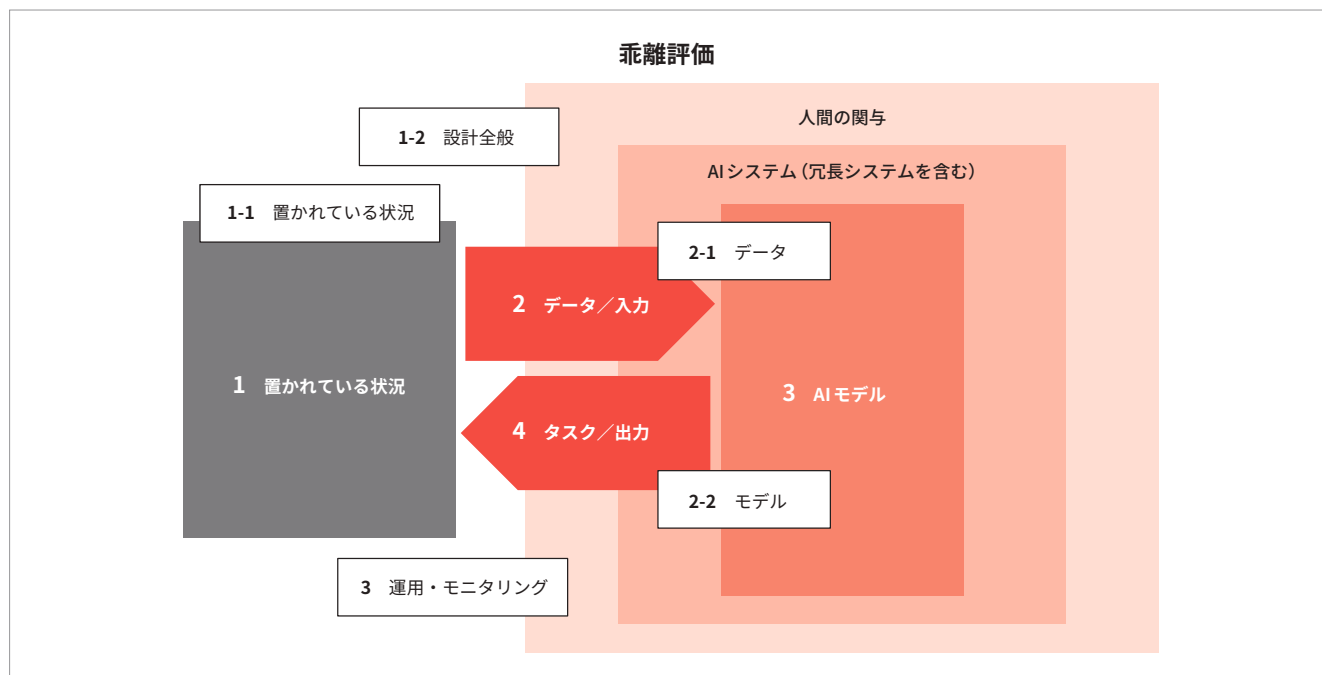 乖離評価
人間の関与
1-2 設計全般
AIシステム（冗長システムを含む）
1-1 置かれている状況
2-1 データ
2 データ／入力
1 置かれている状況
3 AIモデル
4 タスク／出力
2-2 モデル
3 運用・モニタリング